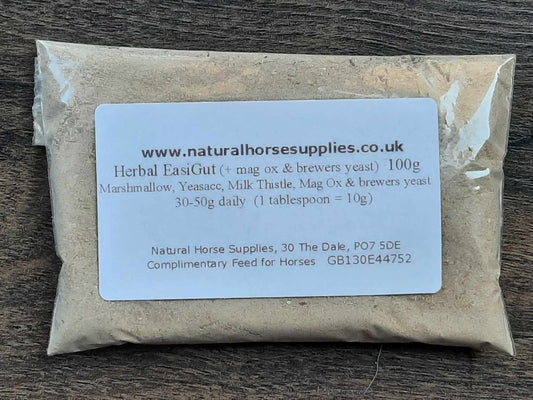 www.naturalhorsesupplies.co.uk
Herbal EasiGut (+ mag ox & brewers yeast) 100g
Marshmallow, Yeasacc, Milk Thstle, Mag Ox & brewers yeast
30-50g daily (1 tablespoon = 10g)
Natural Horse Supplies, 30 The Dale, PO7 5DE
Complimentary Feed for Horses GB130E44752